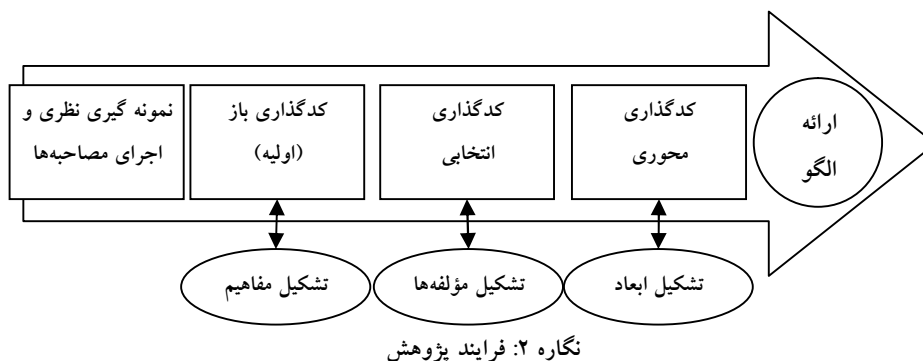 نمونه گیری نظری و
اجرای مصاحبه‌ها
کدگذاری باز
(اولیه)
کدگذاری
انتخابی
کدگذاری
محوری
ارائه
الگو
تشکیل مفاهیم
تشکیل مؤلفه‌ها
تشکیل ابعاد
نگاره ۲: فرایند پژوهش